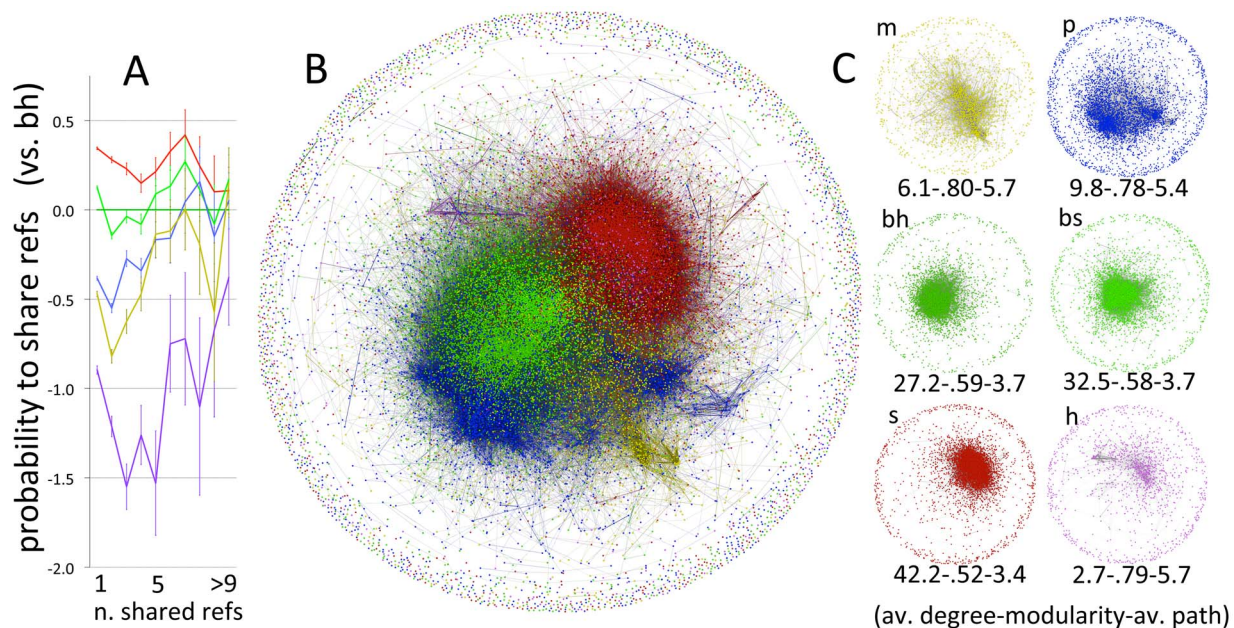 A
probability to share refs (vs. bh)
0.5
0.0
-0.5
-1.0
-1.5
-2.0
1 5 >9
n. shared refs
B
C
m
6.1-.80-5.7
p
9.8-.78-5.4
bh
27.2-.59-3.7
bs
32.5-.58-3.7
s
42.2-.52-3.4
h
2.7-.79-5.7
(av. degree-modularity-av. path)